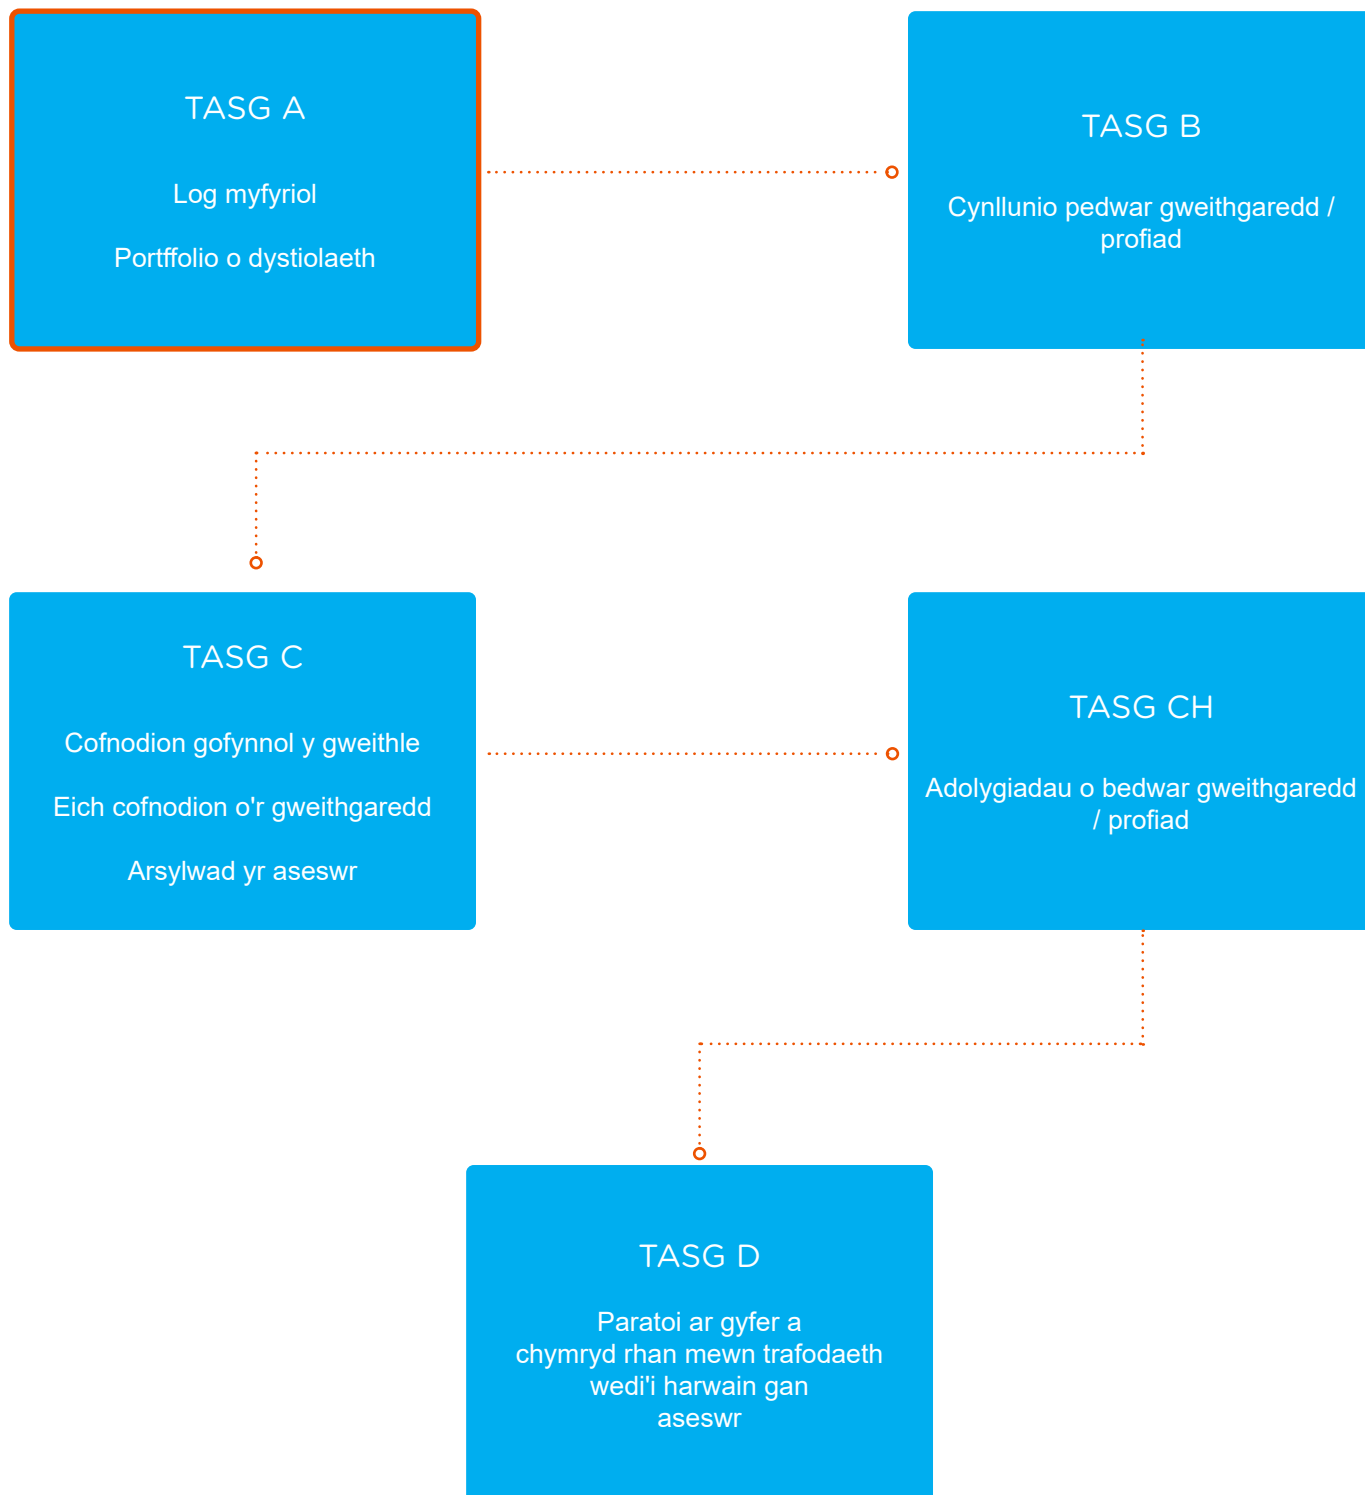 TASG A
Log myfyriol
Portffolio o dystiolaeth
TASG B
Cynllunio pedwar gweithgaredd /
profiad
TASG C
Cofnodion gofynnol y gweithle
Eich cofnodion o'r gweithgaredd
Arsylwad yr aseswr
TASG CH
Adolygiadau o bedwar gweithgaredd
/ profiad
TASG D
Paratoi ar gyfer a
chymryd rhan mewn trafodaeth
wedi'i harwain gan
aseswr